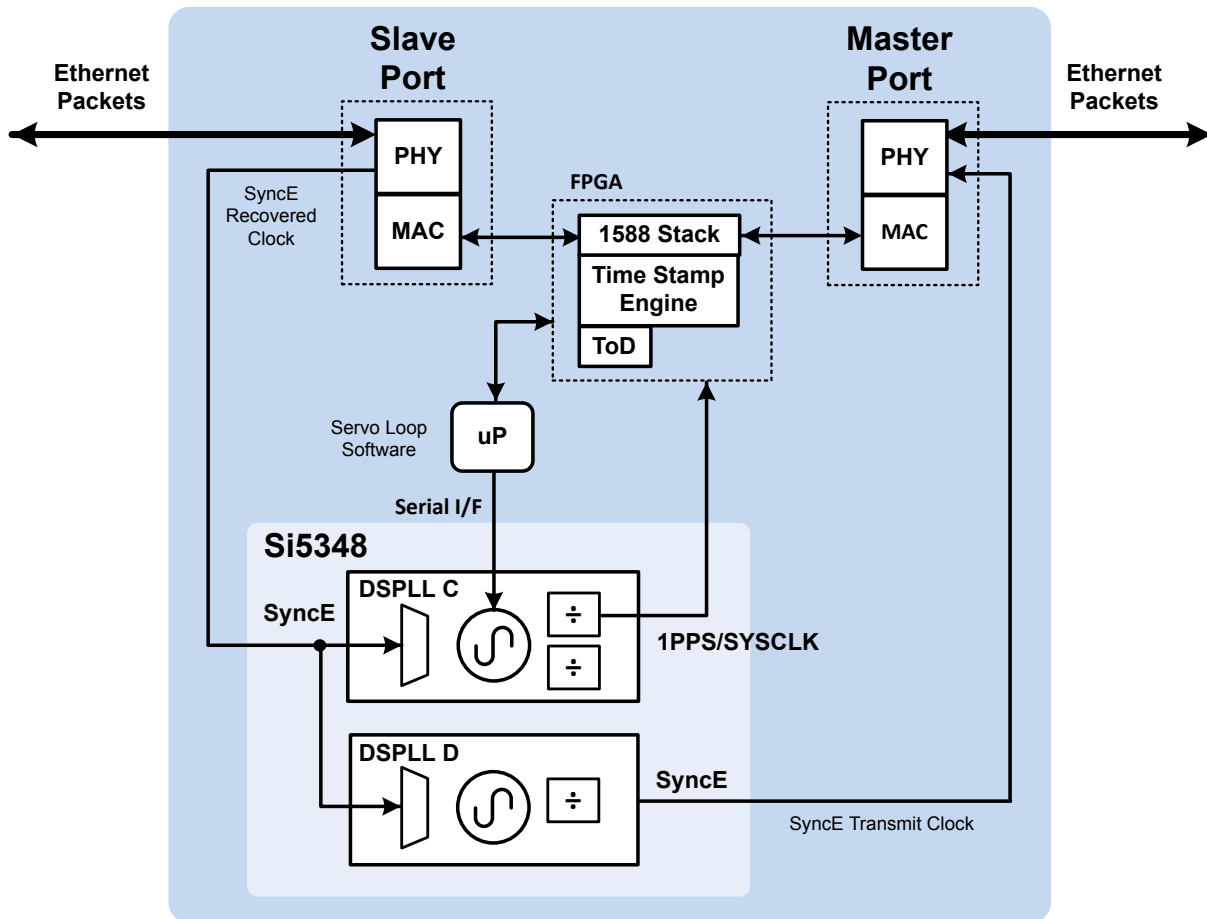 Slave
Port
Master
Port
Ethernet
Packets
Ethernet
Packets
PHY
MAC
PHY
MAC
SyncE
Recovered
Clock
FPGA
1588 Stack
Time Stamp
Engine
ToD
Servo Loop
Software
uP
Serial I/F
Si5348
DSPLL C
SyncE
÷
÷
1PPS/SYSCLK
DSPLL D
÷
SyncE
SyncE Transmit Clock